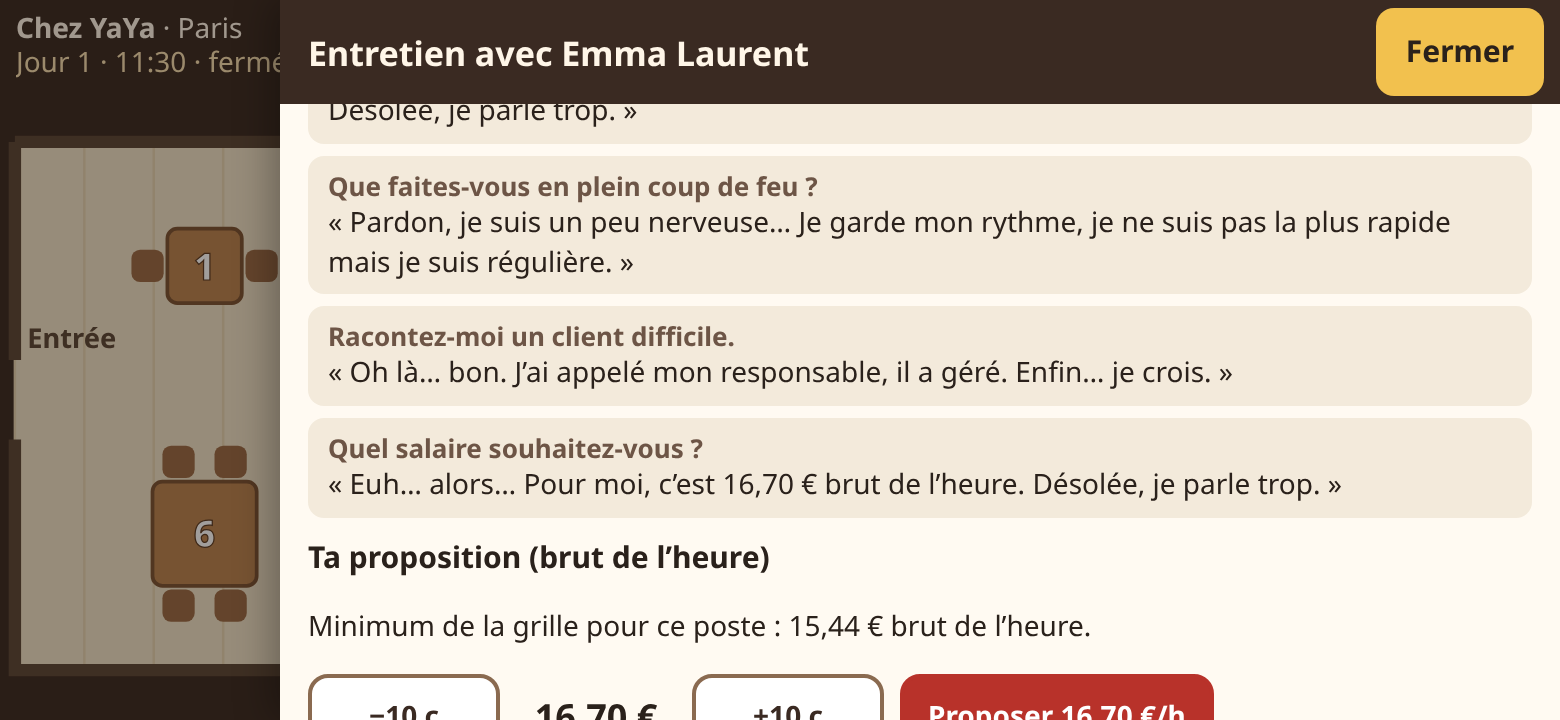 Chez YaYa · Paris
Jour 1 · 11:30 · fermé
Entretien avec Emma Laurent
Fermer
Désolée, je parle trop. »
Que faites-vous en plein coup de feu ?
« Pardon, je suis un peu nerveuse… Je garde mon rythme, je ne suis pas la plus rapide
mais je suis régulière. »
Racontez-moi un client difficile.
« Oh là… bon. J’ai appelé mon responsable, il a géré. Enfin… je crois. »
Quel salaire souhaitez-vous ?
« Euh… alors… Pour moi, c’est 16,70 € brut de l’heure. Désolée, je parle trop. »
Ta proposition (brut de l’heure)
Minimum de la grille pour ce poste : 15,44 € brut de l’heure.
−10 c
16,70 €
+10 c
Proposer 16,70 €/h
1
Entrée
6